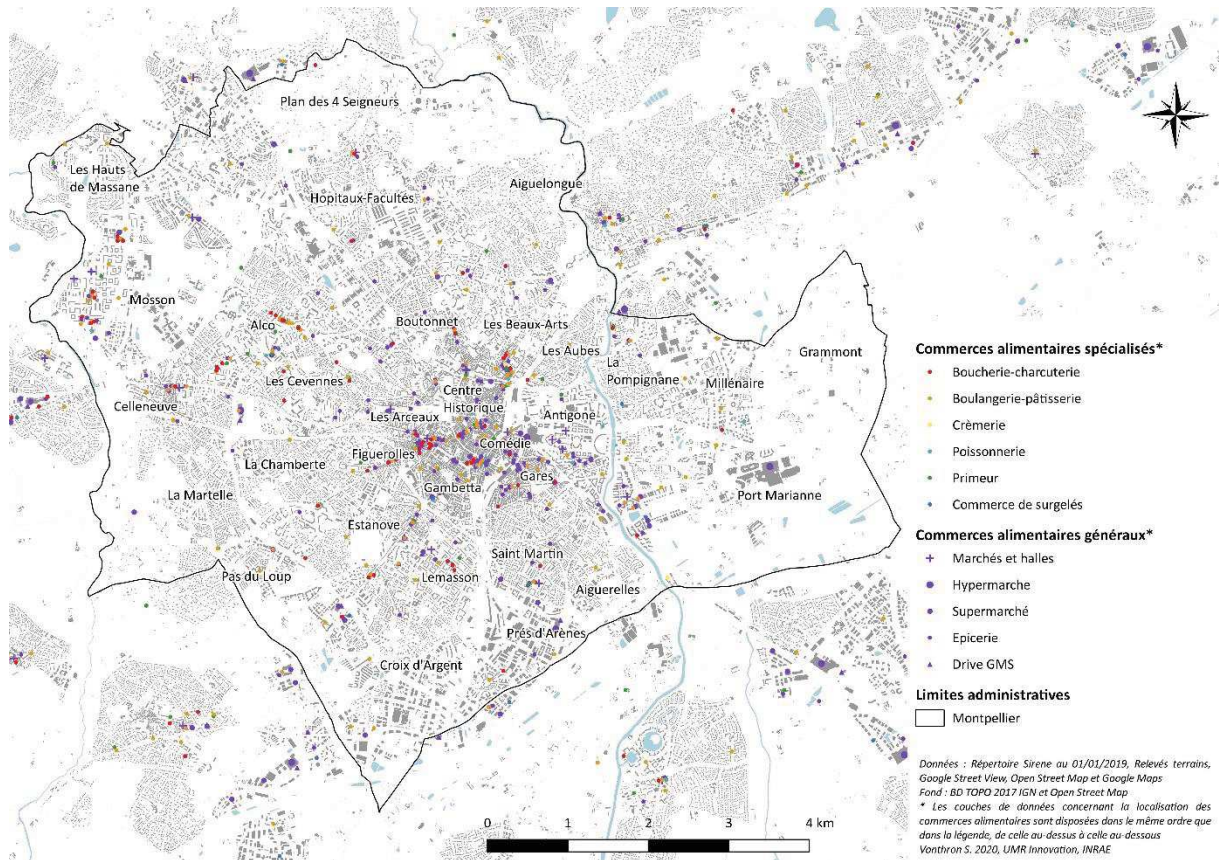 Plan des 4 Seigneurs
Les Hauts
de Massane
Hôpitaux-Facultés
Aiguelongue
Mosson
Alco
Boutonnet
Les Beaux-Arts
Les Aubes
La
Pompignane
Millénaire
Grammont
Les Cevennes
Centre
Historique
Celleneuve
Les Arceaux
Antigone
Comédie
Figuerolles
La Chamberte
Gares
Gambetta
La Martelle
Port Marianne
Estanove
Saint Martin
Pas du Loup
Lemasson
Aiguerelles
Prés d'Arènes
Croix d'Argent
Commerces alimentaires spécialisés*
Boucherie-charcuterie
Boulangerie-pâtisserie
Crèmerie
Poissonnerie
Primeur
Commerce de surgelés
Commerces alimentaires généraux*
Marchés et halles
Hypermarche
Supermarché
Epicerie
Drive GMS
Limites administratives
Montpellier
Données : Répertoire Sirene au 01/01/2019, Relevés terrains,
Google Street View, Open Street Map et Google Maps
Fond : BD TOPO 2017 IGN et Open Street Map
* Les couches de données concernant la localisation des
commerces alimentaires sont disposées dans le même ordre que
dans la légende, de celle au-dessus à celle au-dessous
Vonthron S. 2020, UMR Innovation, INRAE
0 1 2 3 4 km